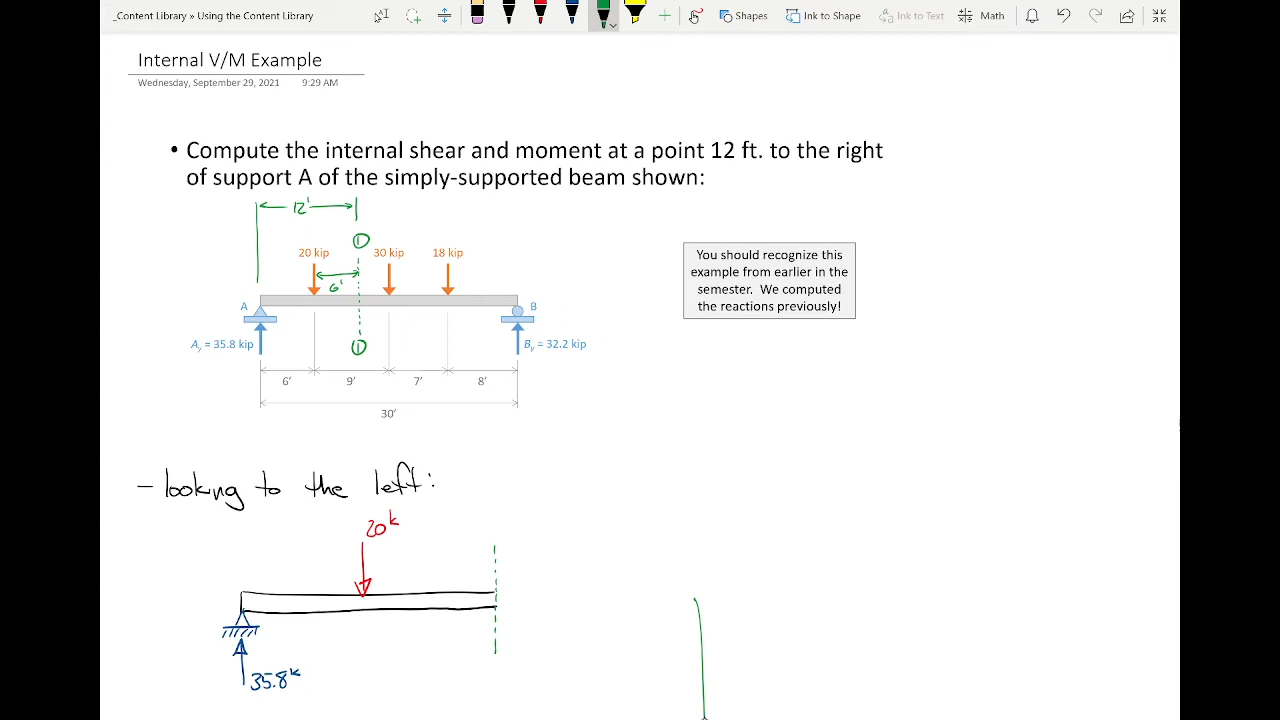 _Content Library » Using the Content Library
Shapes
Ink to Shape
Ink to Text
Math
Internal V/M Example
Wednesday, September 29, 2021 9:29 AM
• Compute the internal shear and moment at a point 12 ft. to the right
of support A of the simply-supported beam shown:
12'
1
20 kip 30 kip 18 kip
6'
A B
Ay = 35.8 kip
1
By = 32.2 kip
6' 9' 7' 8'
30'
You should recognize this
example from earlier in the
semester. We computed
the reactions previously!
- looking to the left:
20k
35.8k